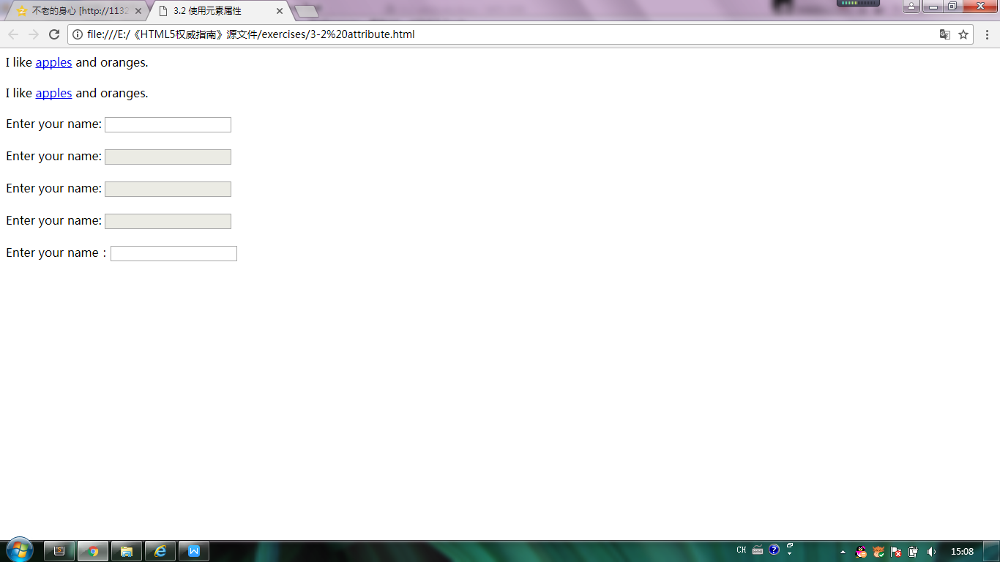 不老的身心 [http://1132
3.2 使用元素属性
file:///E:/《HTML5权威指南》源文件/exercises/3-2%20attribute.html
I like apples and oranges.
I like apples and oranges.
Enter your name:
Enter your name:
Enter your name:
Enter your name:
Enter your name：
CH
15:08